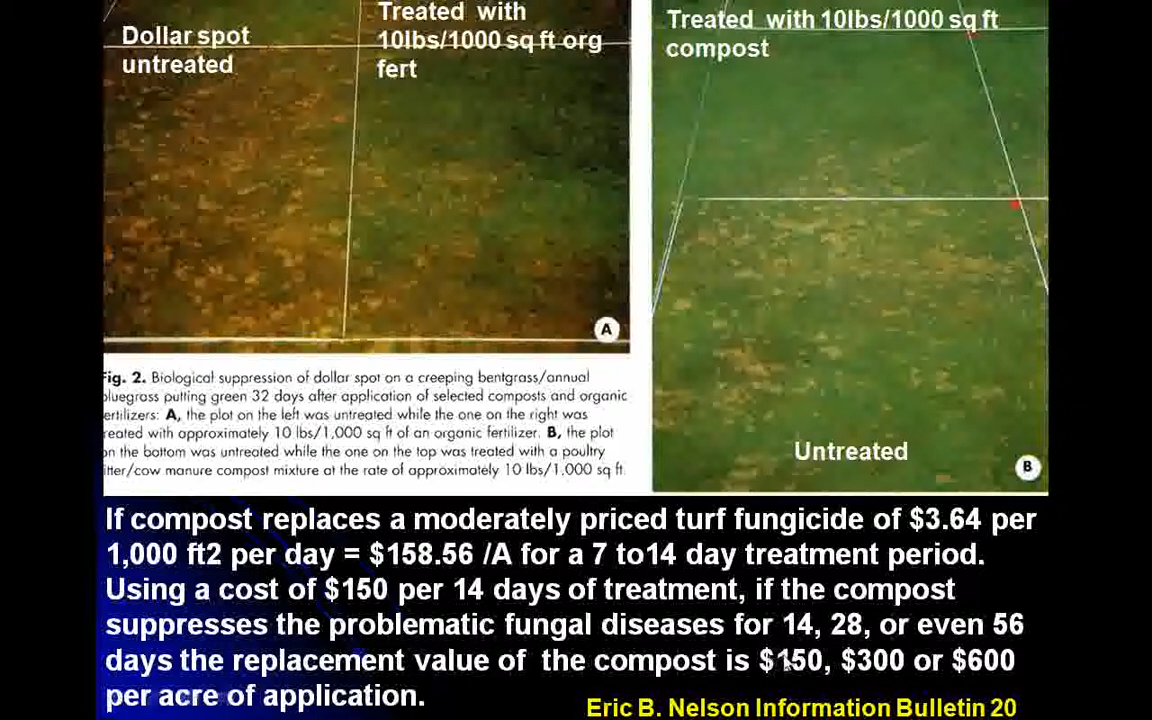 Dollar spot
untreated
Treated with
10lbs/1000 sq ft org
fert
Treated with 10lbs/1000 sq ft
compost
A
ig. 2. Biological suppression of dollar spot on a creeping bentgrass/annual
luegrass putting green 32 days after application of selected composts and organic
ertilizers: A, the plot on the left was untreated while the one on the right was
reated with approximately 10 lbs/1,000 sq ft of an organic fertilizer. B, the plot
n the bottom was untreated while the one on the top was treated with a poultry
itter/cow manure compost mixture at the rate of approximately 10 lbs/1,000 sq ft.
Untreated
B
If compost replaces a moderately priced turf fungicide of $3.64 per
1,000 ft2 per day = $158.56 /A for a 7 to14 day treatment period.
Using a cost of $150 per 14 days of treatment, if the compost
suppresses the problematic fungal diseases for 14, 28, or even 56
days the replacement value of the compost is $150, $300 or $600
per acre of application.
Eric B. Nelson Information Bulletin 20